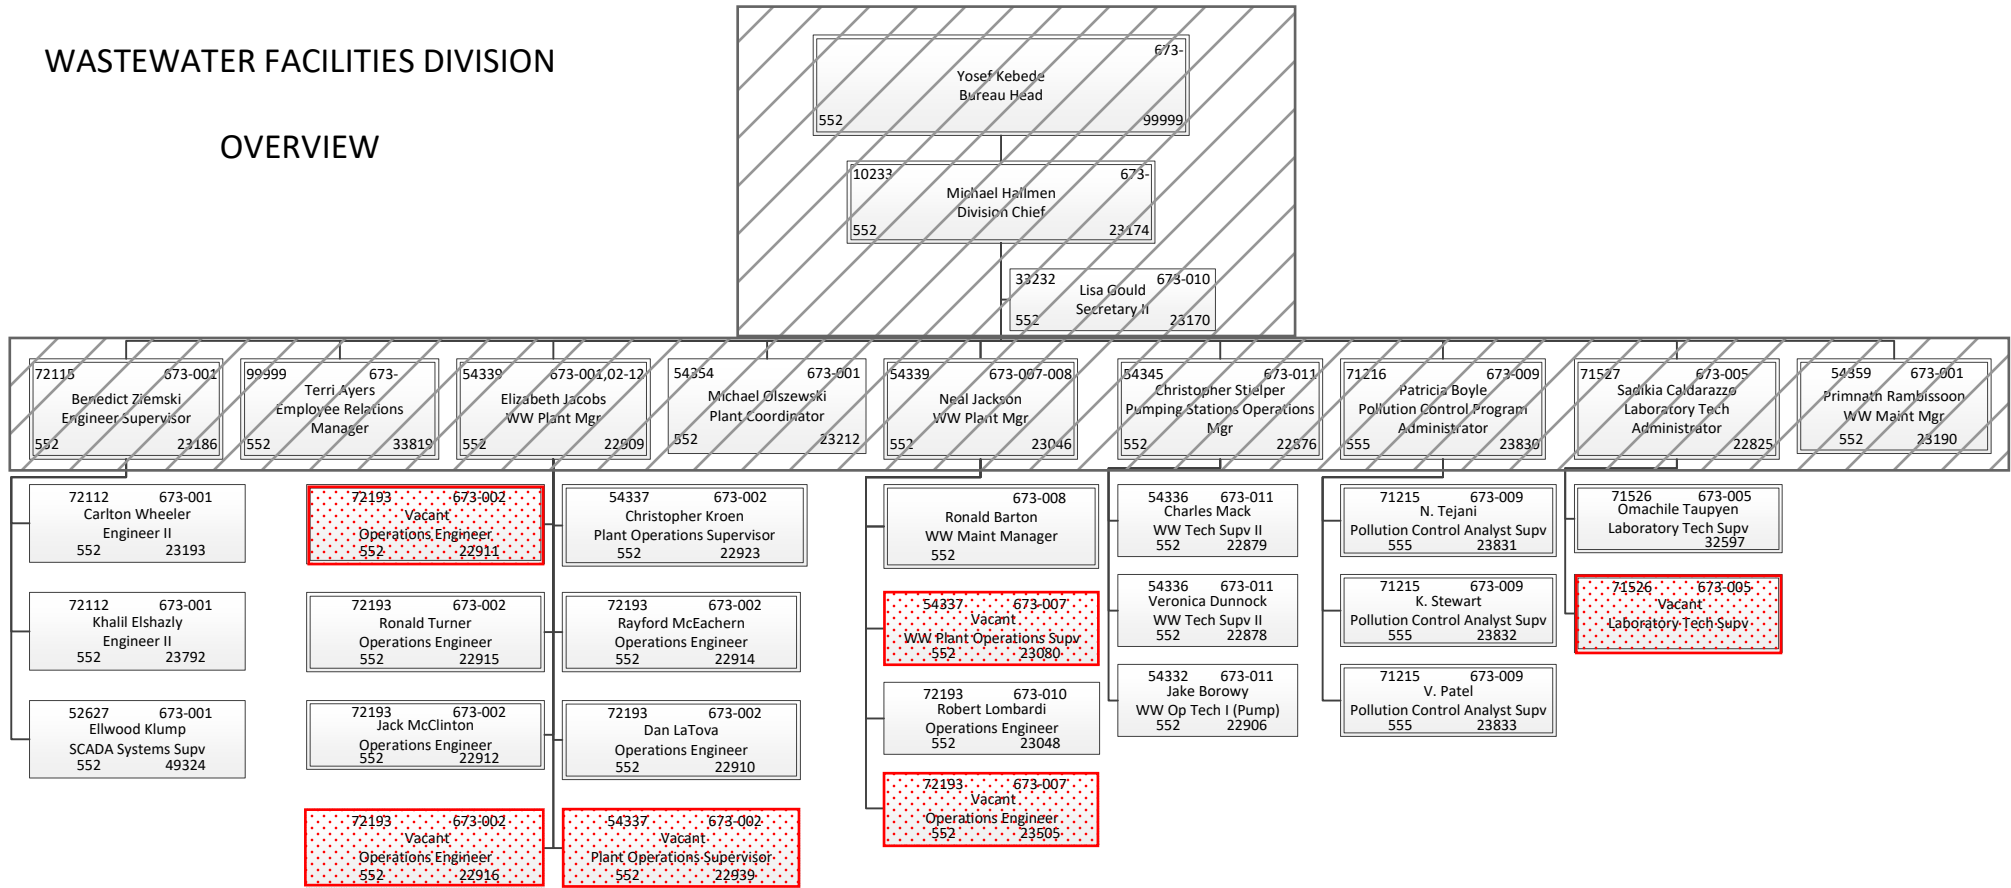 WASTEWATER FACILITIES DIVISION
OVERVIEW
673-
Yosef Kebede
Bureau Head
552 99999
10233 673-
Michael Hallmen
Division Chief
552 23174
33232 673-010
Lisa Gould
Secretary II
552 23170
72115 673-001
Benedict Ziemski
Engineer Supervisor
552 23186
99999 673-
Terri Ayers
Employee Relations
Manager
552 33819
54339 673-001,02-12
Elizabeth Jacobs
WW Plant Mgr
552 22909
54354 673-001
Michael Olszewski
Plant Coordinator
552 23212
54339 673-007-008
Neal Jackson
WW Plant Mgr
552 23046
54345 673-011
Christopher Stielper
Pumping Stations Operations
Mgr
552 22876
71216 673-009
Patricia Boyle
Pollution Control Program
Administrator
555 23830
71527 673-005
Sadikia Caldarazzo
Laboratory Tech
Administrator
552 22825
54359 673-001
Primnath Rambissoon
WW Maint Mgr
552 23190
72112 673-001
Carlton Wheeler
Engineer II
552 23193
72112 673-001
Khalil Elshazly
Engineer II
552 23792
52627 673-001
Ellwood Klump
SCADA Systems Supv
552 49324
72193 673-002
Vacant
Operations Engineer
552 22911
54337 673-002
Christopher Kroen
Plant Operations Supervisor
552 22923
72193 673-002
Ronald Turner
Operations Engineer
552 22915
72193 673-002
Rayford McEachern
Operations Engineer
552 22914
72193 673-002
Jack McClinton
Operations Engineer
552 22912
72193 673-002
Dan LaTova
Operations Engineer
552 22910
72193 673-002
Vacant
Operations Engineer
552 22916
54337 673-002
Vacant
Plant Operations Supervisor
552 22939
673-008
Ronald Barton
WW Maint Manager
552
54337 673-007
Vacant
WW Plant Operations Supv
552 23080
72193 673-010
Robert Lombardi
Operations Engineer
552 23048
72193 673-007
Vacant
Operations Engineer
552 23505
54336 673-011
Charles Mack
WW Tech Supv II
552 22879
54336 673-011
Veronica Dunnock
WW Tech Supv II
552 22878
54332 673-011
Jake Borowy
WW Op Tech I (Pump)
552 22906
71215 673-009
N. Tejani
Pollution Control Analyst Supv
555 23831
71215 673-009
K. Stewart
Pollution Control Analyst Supv
555 23832
71215 673-009
V. Patel
Pollution Control Analyst Supv
555 23833
71526 673-005
Omachile Taupyen
Laboratory Tech Supv
32597
71526 673-005
Vacant
Laboratory Tech Supv